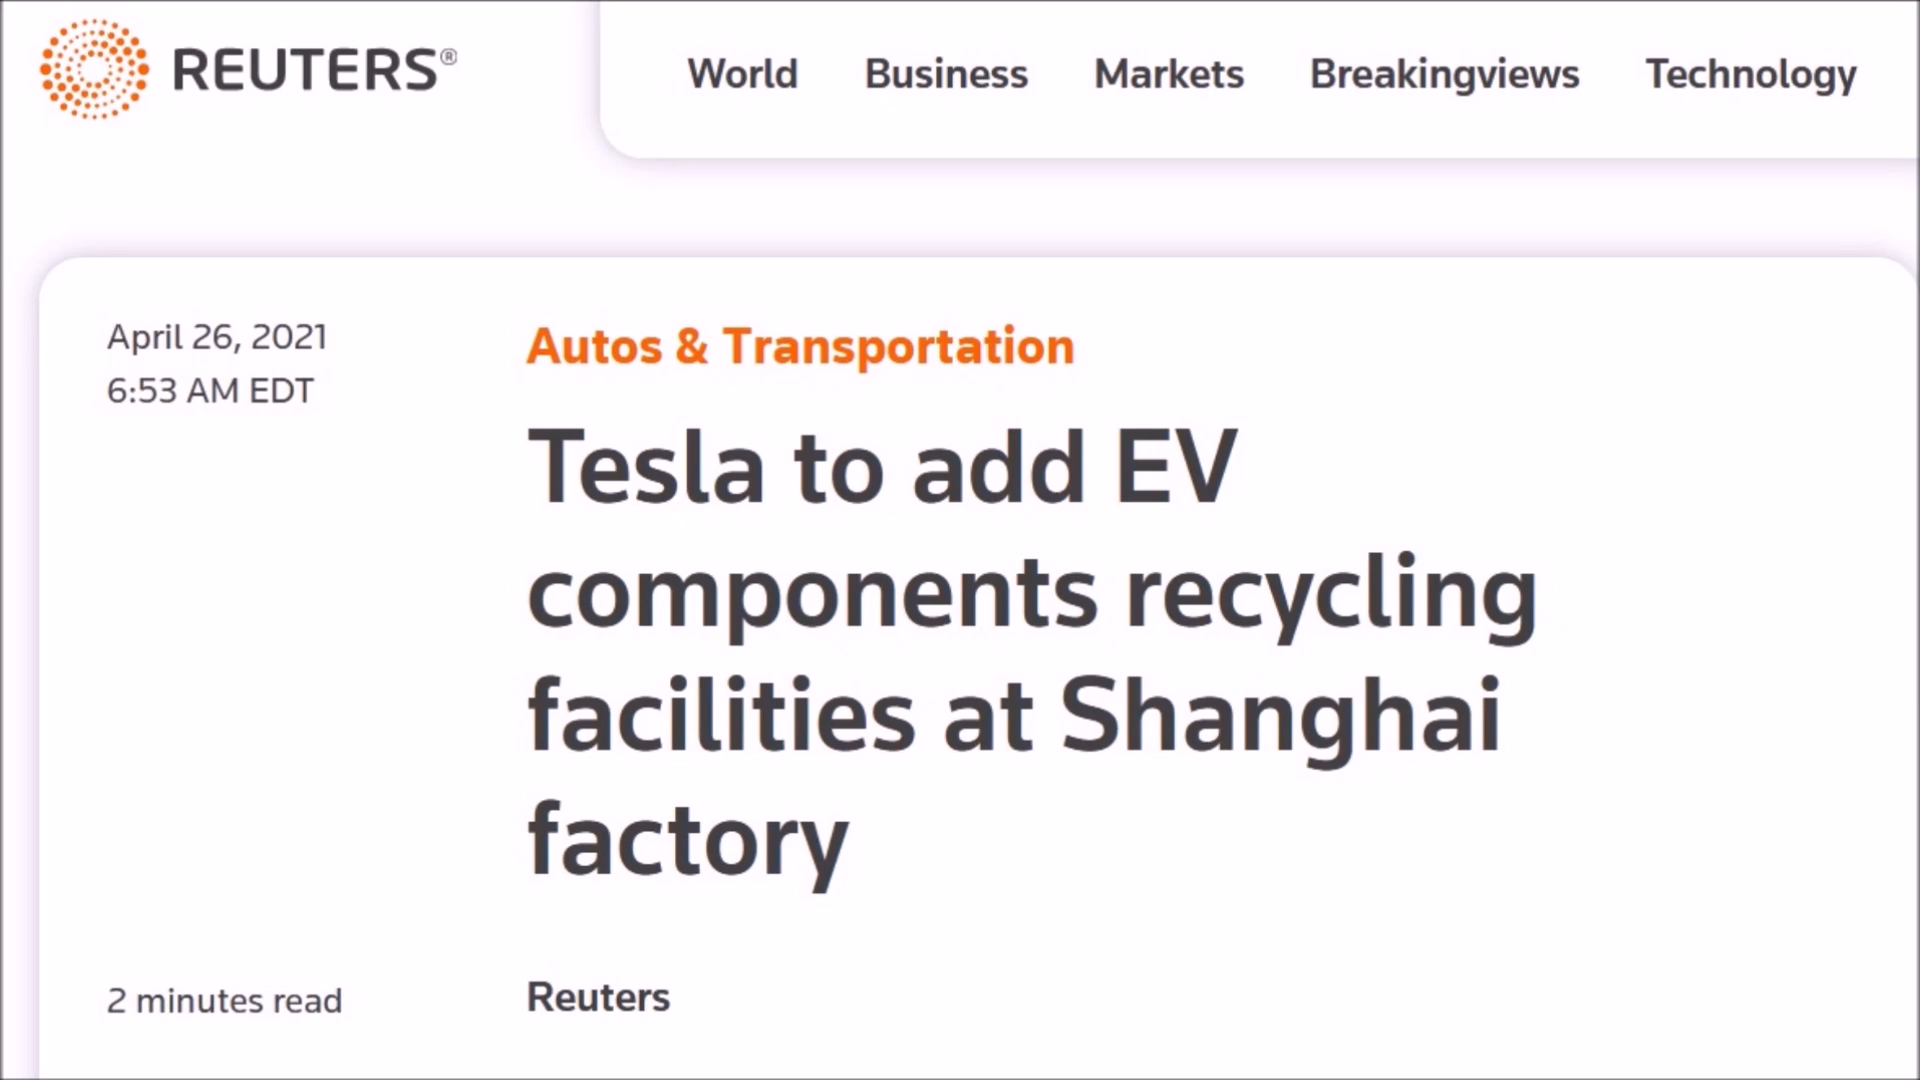 REUTERS®
World Business Markets Breakingviews Technology
April 26, 2021
6:53 AM EDT
Autos & Transportation
Tesla to add EV
components recycling
facilities at Shanghai
factory
2 minutes read
Reuters